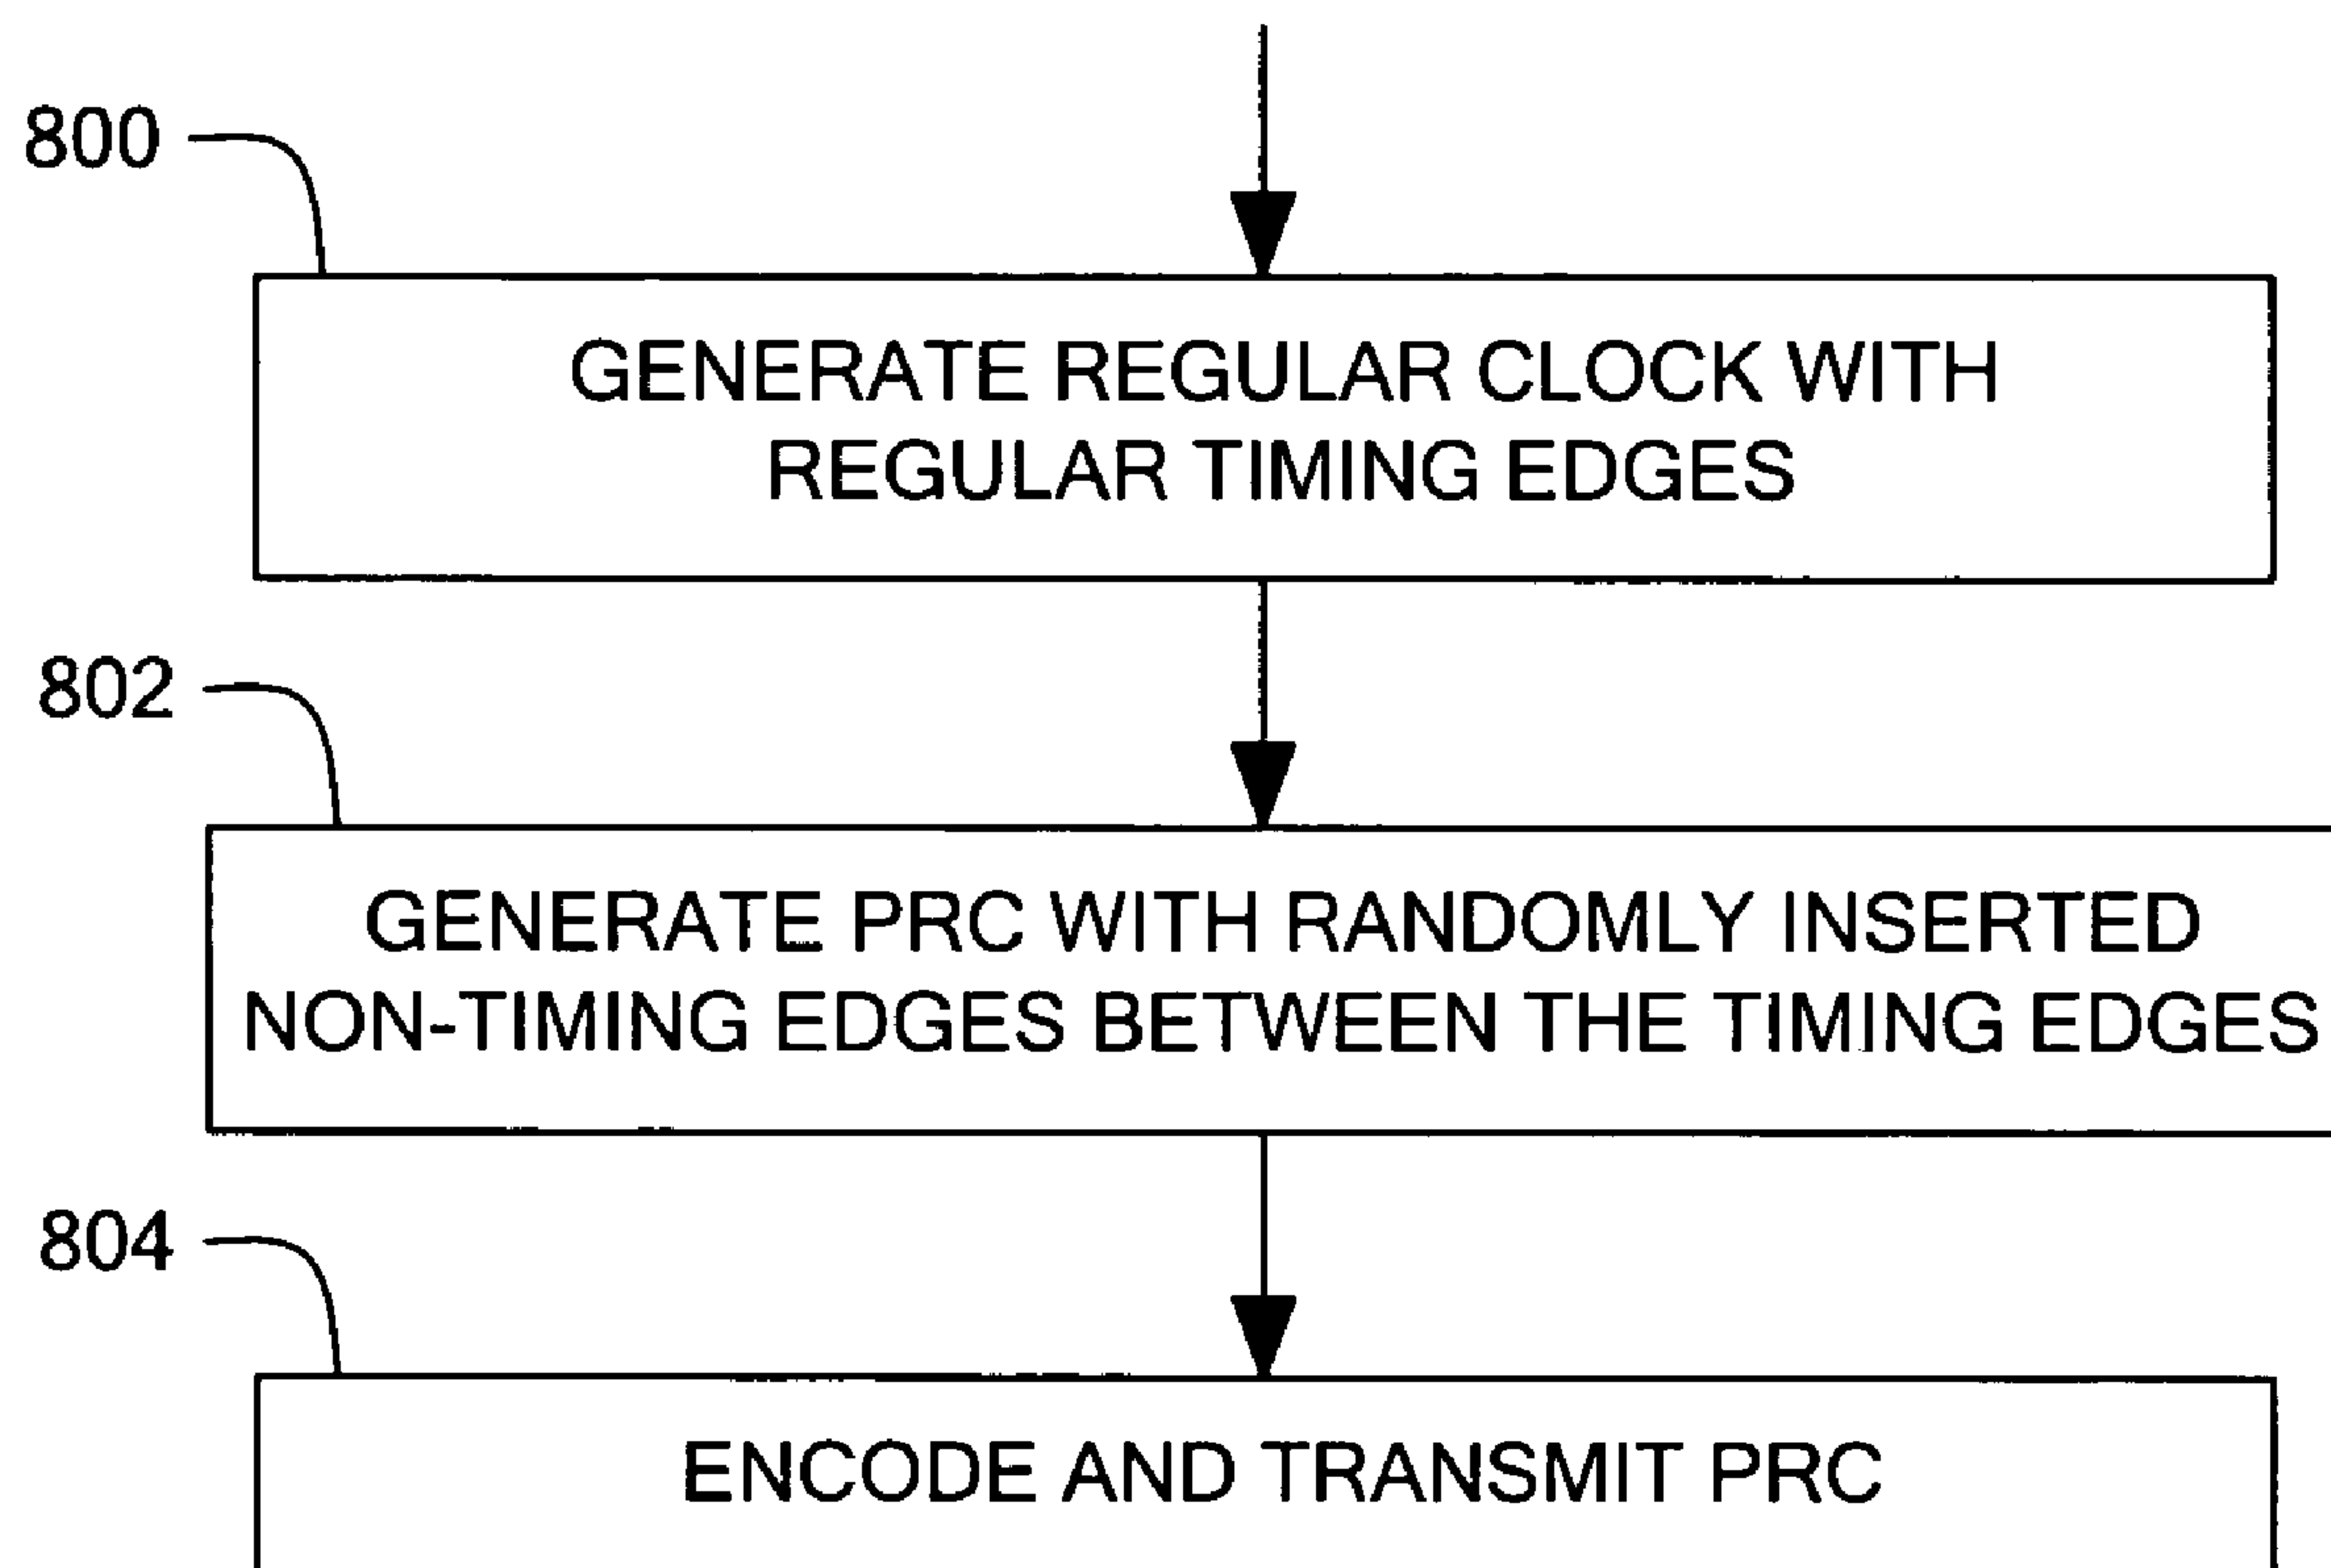 800
GENERATE REGULAR CLOCK WITH
REGULAR TIMING EDGES
802
GENERATE PRC WITH RANDOMLY INSERTED
NON-TIMING EDGES BETWEEN THE TIMING EDGES
804
ENCODE AND TRANSMIT PRC